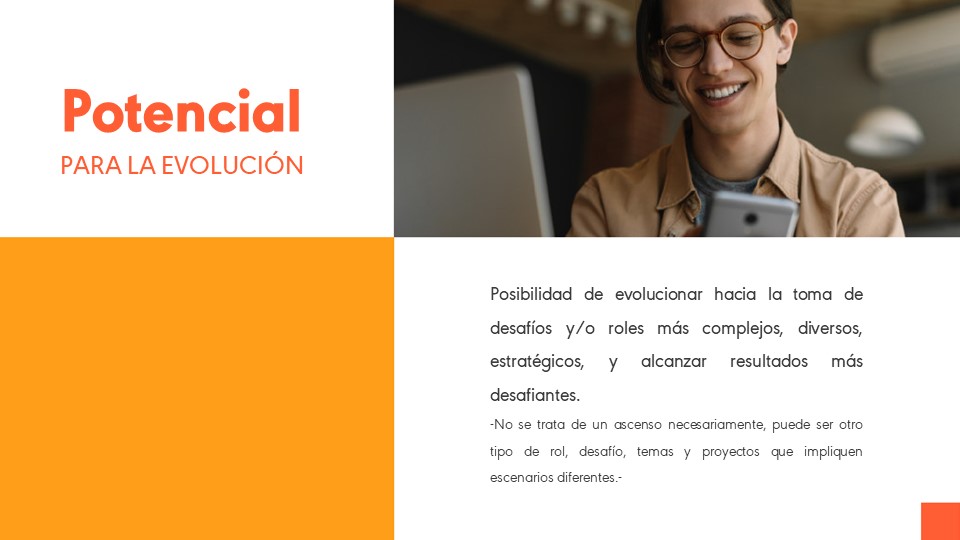 Potencial
PARA LA EVOLUCIÓN
Posibilidad de evolucionar hacia la toma de
desafíos y/o roles más complejos, diversos,
estratégicos, y alcanzar resultados más
desafiantes.
-No se trata de un ascenso necesariamente, puede ser otro
tipo de rol, desafío, temas y proyectos que impliquen
escenarios diferentes.-